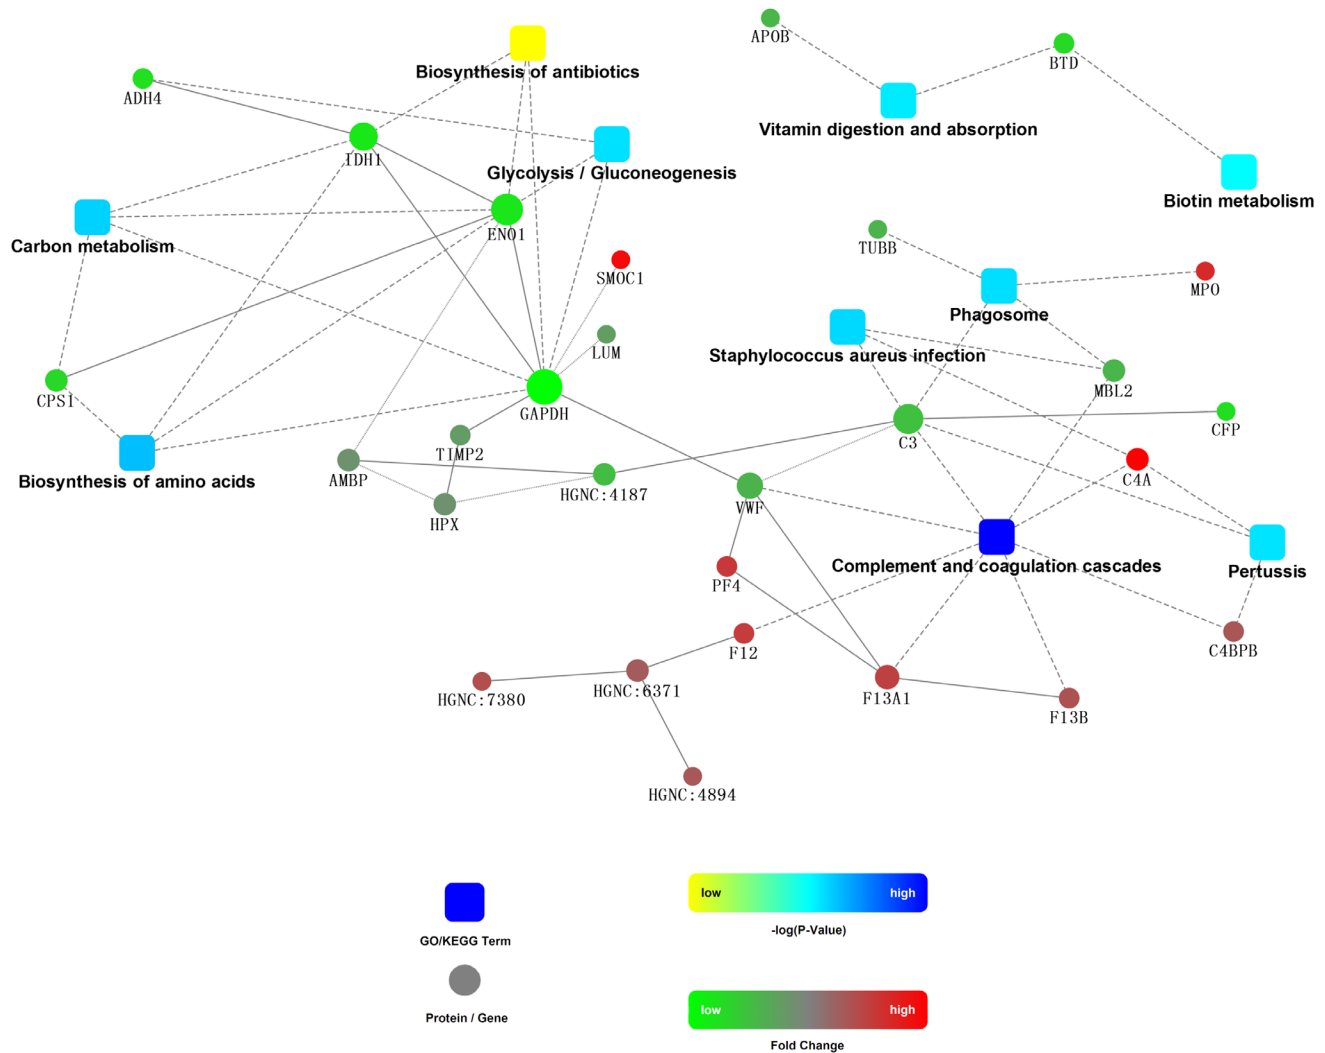 APOB
BTD
Biosynthesis of antibiotics
ADH4
Vitamin digestion and absorption
IDH1
Glycolysis / Gluconeogenesis
Biotin metabolism
ENO1
Carbon metabolism
TUBB
SMOC1
MPO
Phagosome
LUM
Staphylococcus aureus infection
MBL2
CPS1
GAPDH
CFP
C3
TIMP2
Biosynthesis of amino acids
AMBP
C4A
HGNC:4187
VWF
HPX
Complement and coagulation cascades
Pertussis
PF4
F12
C4BPB
HGNC:6371
HGNC:7380
F13A1
F13B
HGNC:4894
low
high
-log(P-Value)
GO/KEGG Term
low
high
Protein / Gene
Fold Change